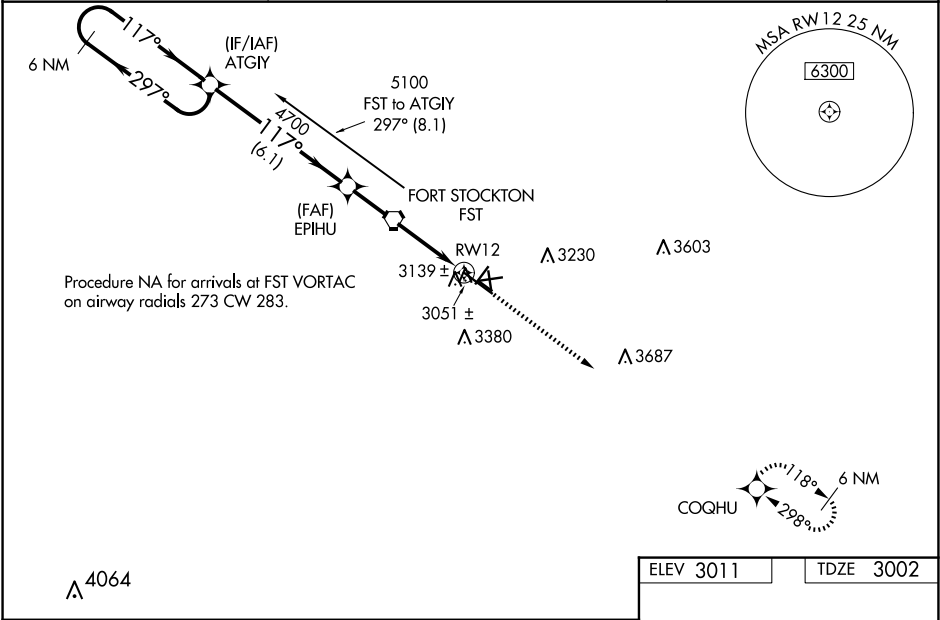 117°
6 NM
297°
(IF/IAF)
ATGIY
5100
FST to ATGIY
297° (8.1)
4700
117°
(6.1)
(FAF)
EPIHU
FORT STOCKTON
FST
RW12
3139 ±
3051 ±
3230
3603
3380
3687
MSA RW12 25 NM
6300
Procedure NA for arrivals at FST VORTAC
on airway radials 273 CW 283.
118°
6 NM
COQHU
298°
4064
ELEV 3011
TDZE 3002